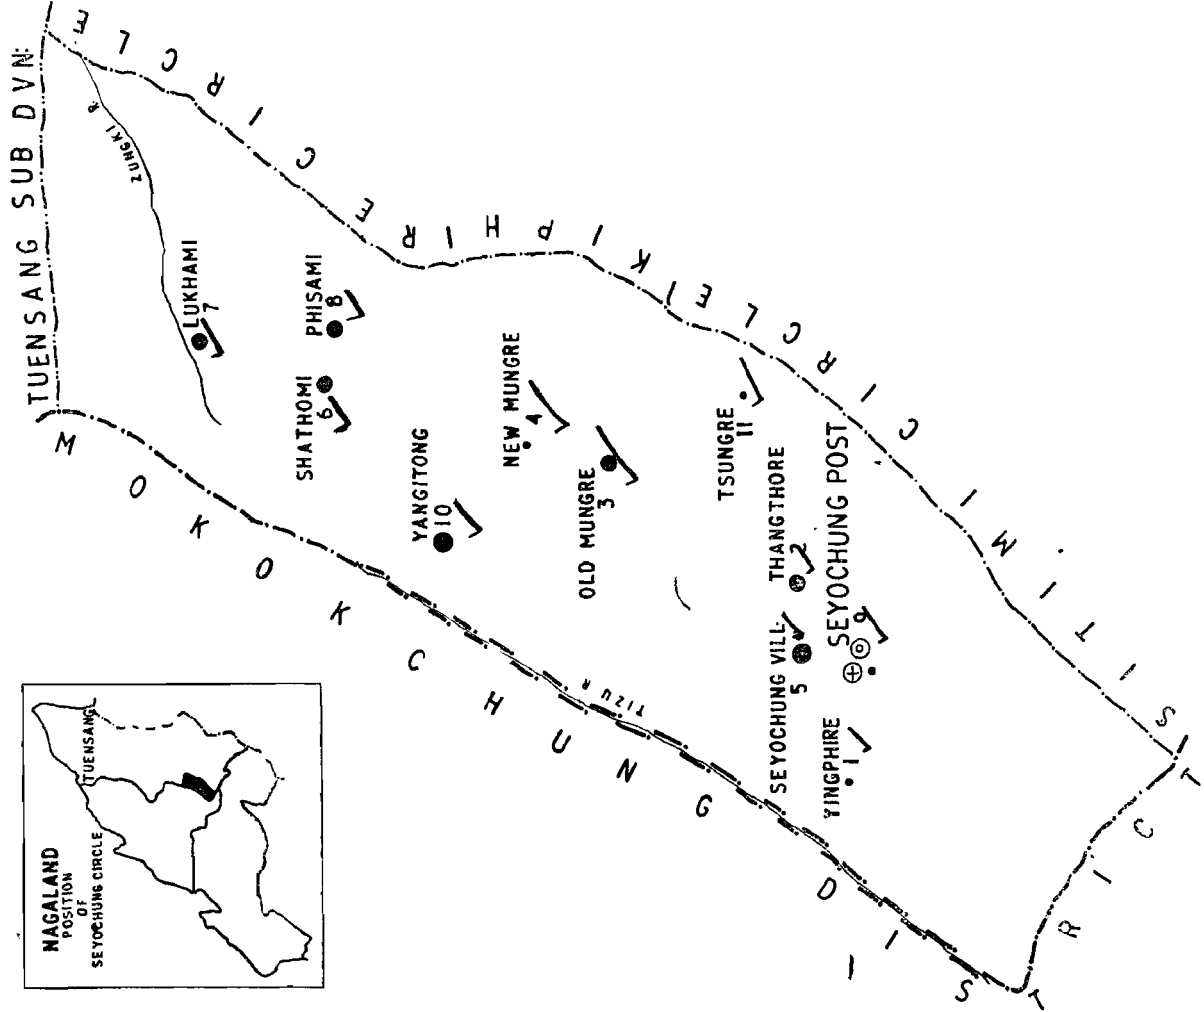 TUENSANG SUB DVN:
KIPHIRE CIRCLE
ZUNGKI R.
LUKHAMI
7
PHISAMI
8
SHATHOMI
6
NEW MUNGRE
4
YANGITONG
10
OLD MUNGRE
3
TSUNGRE
11
THANGTHORE
2
SEYOCHUNG POST
9
SEYOCHUNG VILL.
5
YINGPHIRE
1
TIZU R
MOKOKCHUNG DISTRICT
SITIMI CIRCLE
NAGALAND
POSITION
OF
SEYOCHUNG CIRCLE
TUENSANG